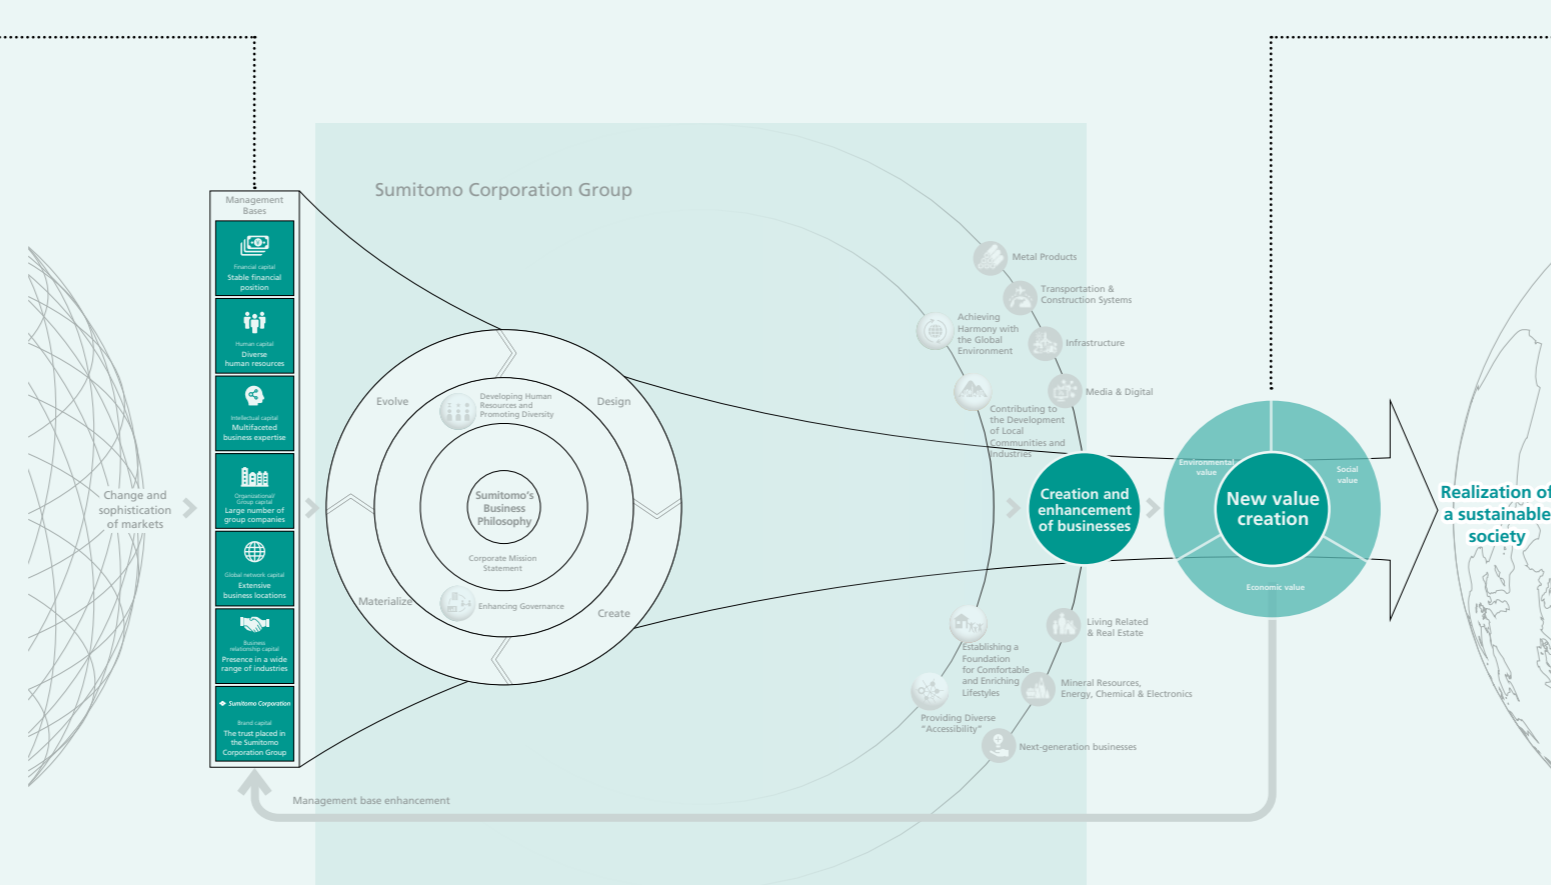 Sumitomo Corporation Group
Change and
sophistication
of markets
Management
Bases
Financial capital
Stable financial
position
Human capital
Diverse
human resources
Intellectual capital
Multifaceted
business expertise
Organizational/
Group capital
Large number of
group companies
Global network capital
Extensive
business locations
Business
relationship capital
Presence in a wide
range of industries
Sumitomo Corporation
Brand capital
The trust placed in
the Sumitomo
Corporation Group
Evolve
Design
Materialize
Create
Developing Human
Resources and
Promoting Diversity
Sumitomo's
Business
Philosophy
Corporate Mission
Statement
Enhancing Governance
Achieving
Harmony with
the Global
Environment
Contributing to
the Development
of Local
Communities and
Industries
Establishing a
Foundation
for Comfortable
and Enriching
Lifestyles
Providing Diverse
"Accessibility"
Metal Products
Transportation &
Construction Systems
Infrastructure
Media & Digital
Living Related
& Real Estate
Mineral Resources,
Energy, Chemical & Electronics
Next-generation businesses
Creation and
enhancement
of businesses
Environmental
value
Social
value
New value
creation
Economic value
Realization of
a sustainable
society
Management base enhancement